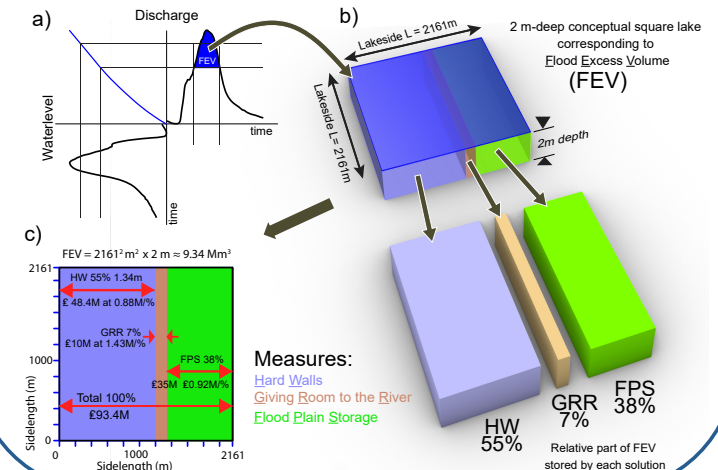 a)
Discharge
FEV
time
Waterlevel
time
b)
Lakeside L = 2161m
Lakeside L = 2161m
2 m-deep conceptual square lake
corresponding to
Flood Excess Volume
(FEV)
2m depth
c)
FEV = 2161² m² x 2 m ≈ 9.34 Mm³
2161
HW 55% 1.34m
£ 48.4M at 0.88M/%
GRR 7%
£10M at 1.43M/%
1000
FPS 38%
£35M £0.92M/%
Total 100%
£93.4M
0
Sidelength (m)
0
1000
2161
Sidelength (m)
Measures:
Hard Walls
Giving Room to the River
Flood Plain Storage
HW
55%
GRR
7%
FPS
38%
Relative part of FEV
stored by each solution